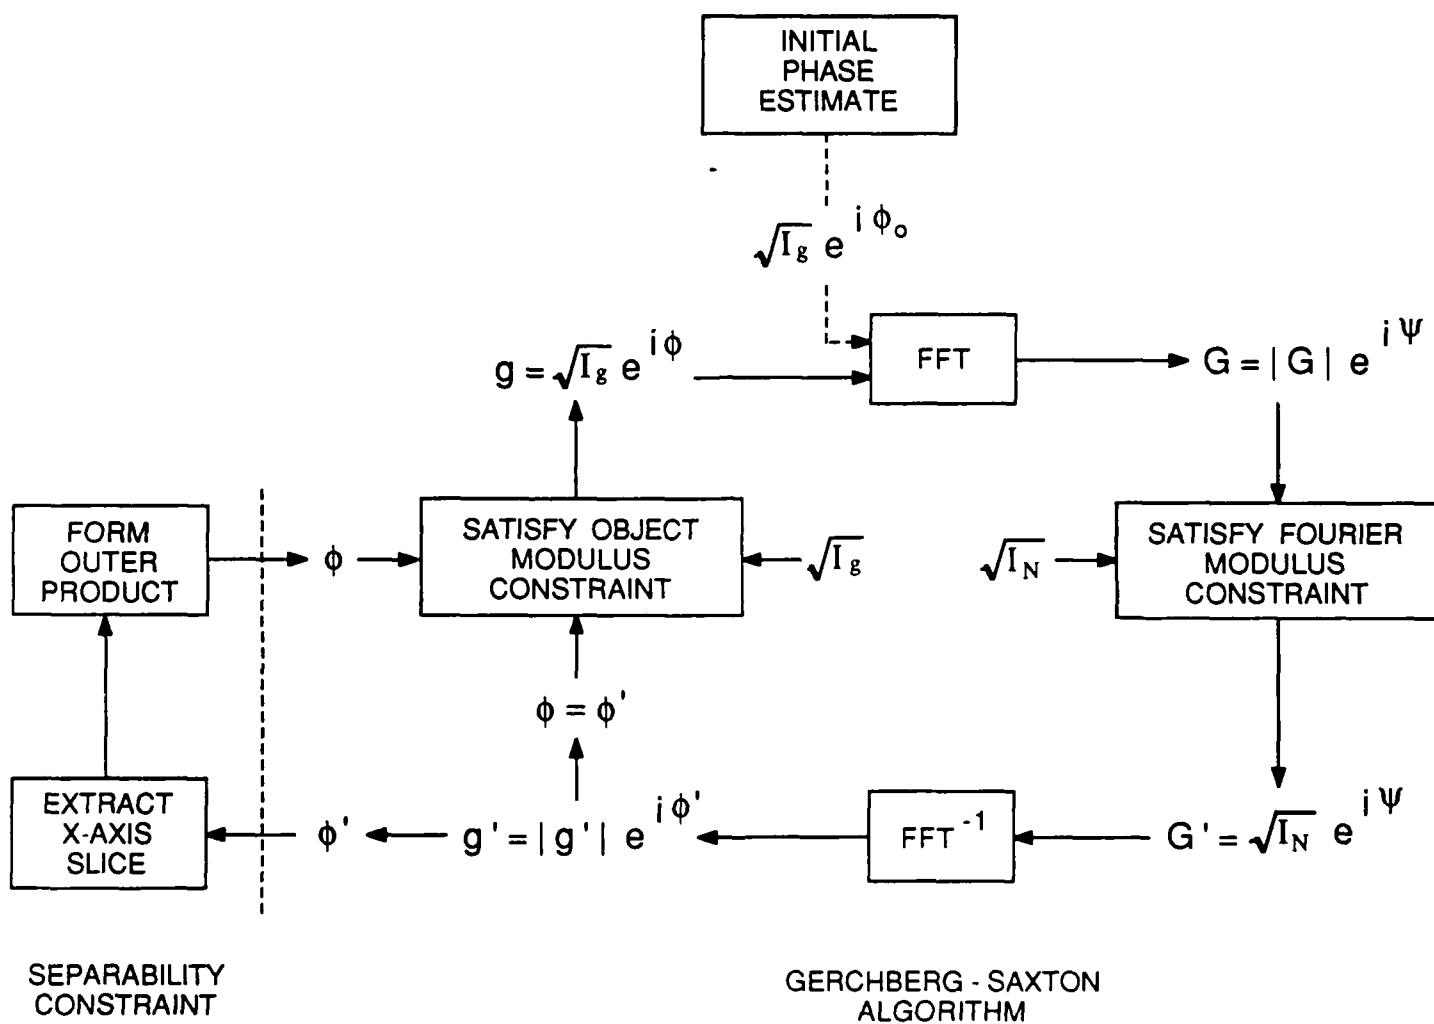 INITIAL
PHASE
ESTIMATE
√I_g e^{iϕ_o}
g = √I_g e^{iϕ}
FFT
G = | G | e^{iΨ}
FORM
OUTER
PRODUCT
ϕ
SATISFY OBJECT
MODULUS
CONSTRAINT
√I_g
√I_N
SATISFY FOURIER
MODULUS
CONSTRAINT
ϕ = ϕ'
EXTRACT
X-AXIS
SLICE
ϕ'
g' = | g' | e^{iϕ'}
FFT^{-1}
G' = √I_N e^{iΨ}
SEPARABILITY
CONSTRAINT
GERCHBERG - SAXTON
ALGORITHM